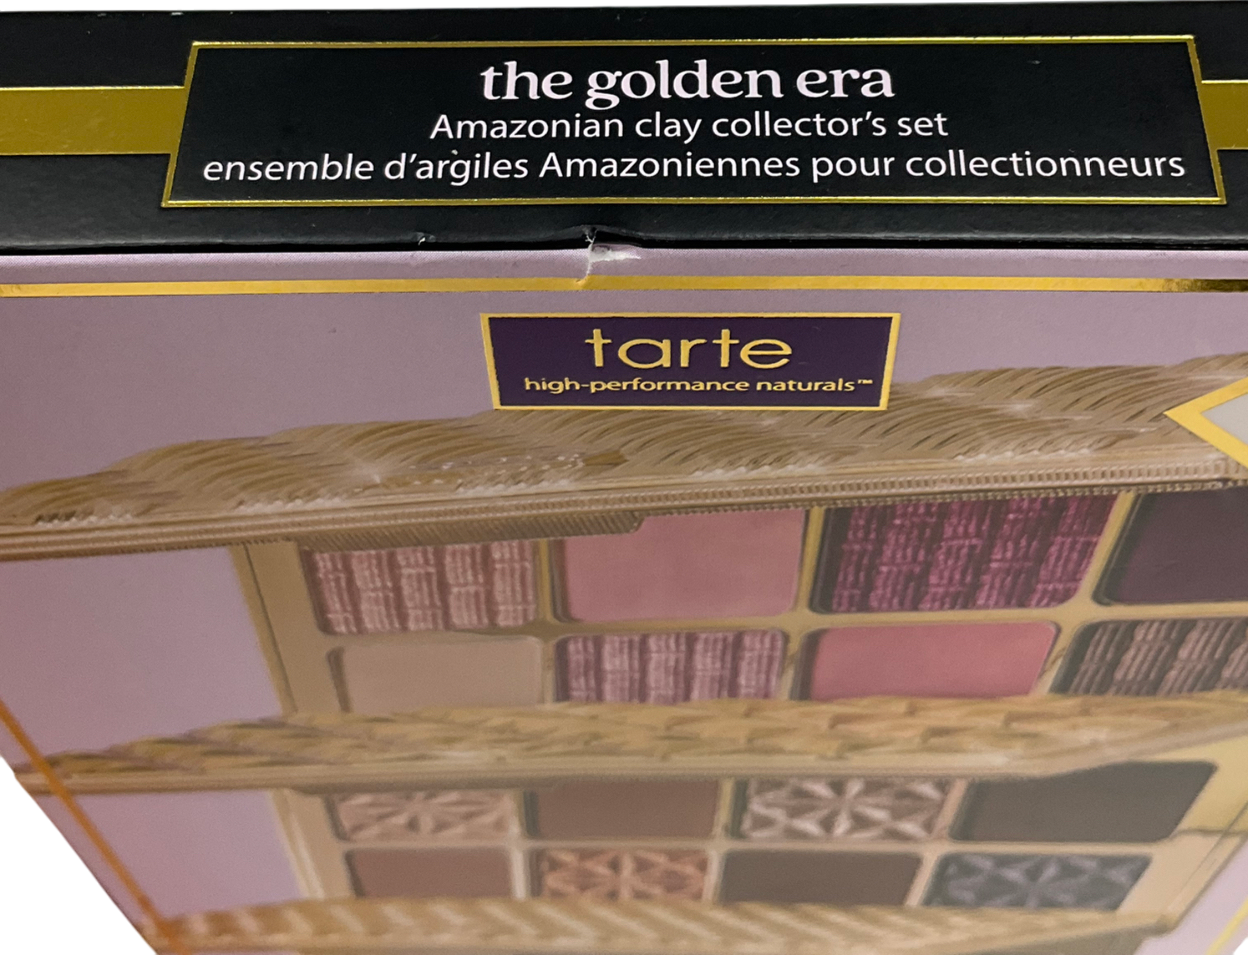 the golden era
Amazonian clay collector's set
ensemble d'argiles Amazoniennes pour collectionneurs
tarte
high-performance naturals™